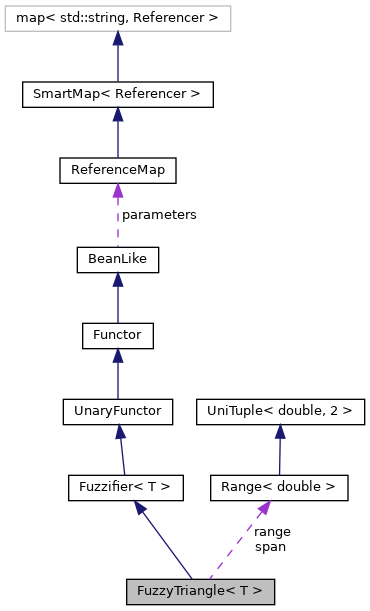 map< std::string, Referencer >
SmartMap< Referencer >
ReferenceMap
parameters
BeanLike
Functor
UnaryFunctor
UniTuple< double, 2 >
Fuzzifier< T >
Range< double >
range
span
FuzzyTriangle< T >